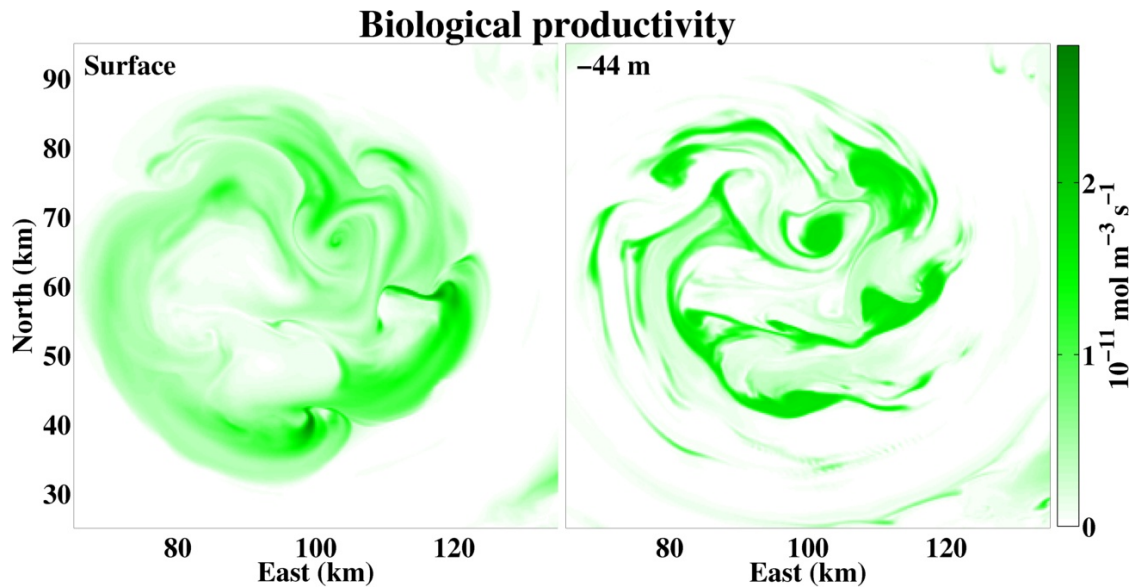 Biological productivity
Surface
−44 m
90
80
70
60
50
40
30
North (km)
80 100 120
East (km)
80 100 120
East (km)
2
1
0
10⁻¹¹ mol m⁻³ s⁻¹